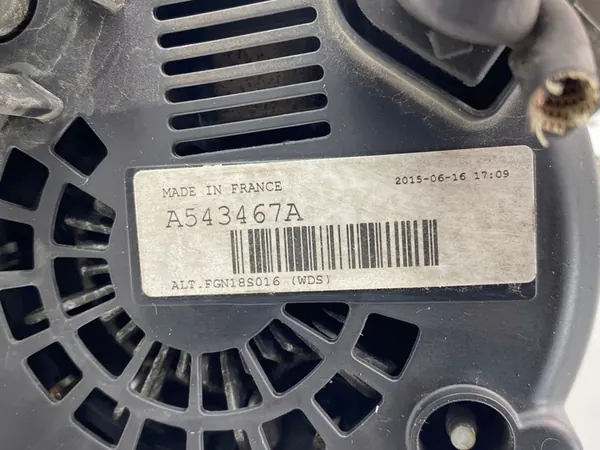 MADE IN FRANCE 2015-06-16 17:09
A543467A
ALT.FGN18S016 (WDS)